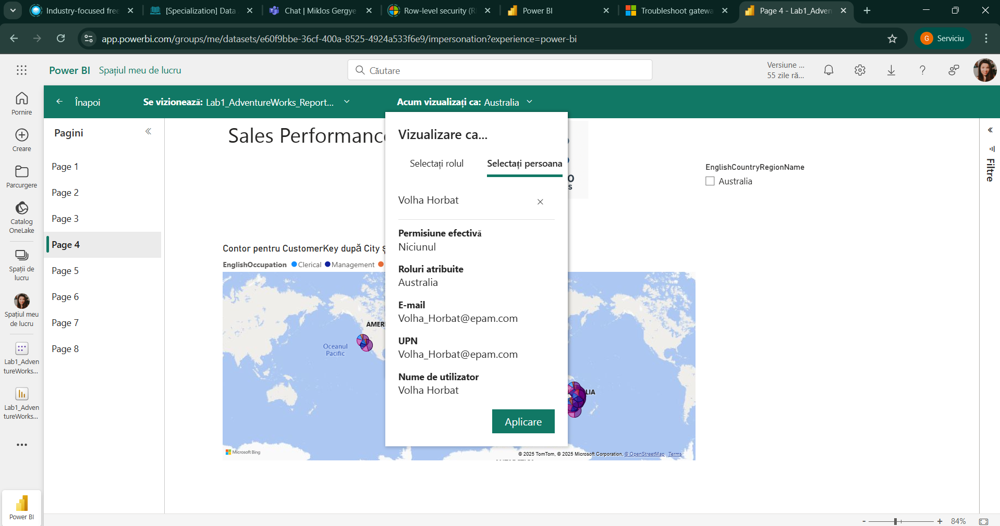 Industry-focused free
[Specialization] Data
Chat | Miklos Gergye
Row-level security (R
Power BI
Troubleshoot gatewa
Page 4 - Lab1_Adven
app.powerbi.com/groups/me/datasets/e60f9bbe-36cf-400a-8525-4924a533f6e9/impersonation?experience=power-bi
G Serviciu
Power BI Spațiul meu de lucru
Căutare
Versiune ...
55 zile ră...
Înapoi
Se vizionează: Lab1_AdventureWorks_Report...
Acum vizualizați ca: Australia
Pornire
Creare
Parcurgere
Catalog
OneLake
Spații de
lucru
Spațiul meu
de lucru
Lab1_Adven
tureWorks...
Lab1_Adven
tureWorks...
Power BI
Pagini
Page 1
Page 2
Page 3
Page 4
Page 5
Page 6
Page 7
Page 8
Sales Performance
Contor pentru CustomerKey după City ș
EnglishOccupation Clerical Management
AMERI
Oceanul
Pacific
LIA
Microsoft Bing
© 2025 TomTom, © 2025 Microsoft Corporation, © OpenStreetMap Terms
Vizualizare ca...
Selectați rolul
Selectați persoana
Volha Horbat
Permisiune efectivă
Niciunul
Roluri atribuite
Australia
E-mail
Volha_Horbat@epam.com
UPN
Volha_Horbat@epam.com
Nume de utilizator
Volha Horbat
Aplicare
O
S
EnglishCountryRegionName
Australia
Filtre
- + 84%